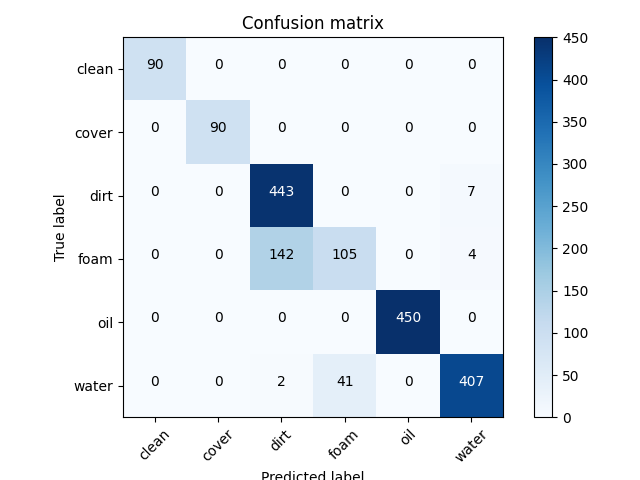 Confusion matrix
clean 90 0 0 0 0 0
cover 0 90 0 0 0 0
dirt 0 0 443 0 0 7
foam 0 0 142 105 0 4
oil 0 0 0 0 450 0
water 0 0 2 41 0 407
clean cover dirt foam oil water
True label
Predicted label
450
400
350
300
250
200
150
100
50
0